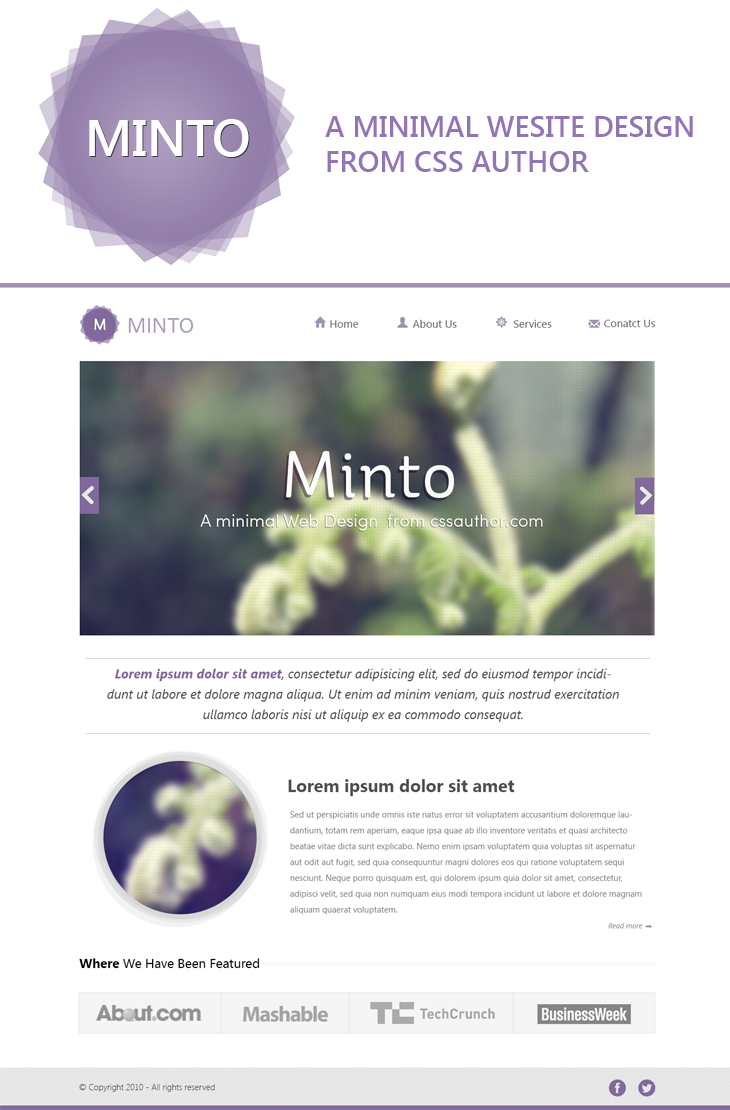 MINTO
A MINIMAL WESITE DESIGN
FROM CSS AUTHOR
M MINTO
Home About Us Services Conatct Us
Minto
A minimal Web Design from cssauthor.com
Lorem ipsum dolor sit amet, consectetur adipisicing elit, sed do eiusmod tempor incidi-
dunt ut labore et dolore magna aliqua. Ut enim ad minim veniam, quis nostrud exercitation
ullamco laboris nisi ut aliquip ex ea commodo consequat.
Lorem ipsum dolor sit amet
Sed ut perspiciatis unde omnis iste natus error sit voluptatem accusantium doloremque lau-
dantium, totam rem aperiam, eaque ipsa quae ab illo inventore veritatis et quasi architecto
beatae vitae dicta sunt explicabo. Nemo enim ipsam voluptatem quia voluptas sit aspernatur
aut odit aut fugit, sed quia consequuntur magni dolores eos qui ratione voluptatem sequi
nesciunt. Neque porro quisquam est, qui dolorem ipsum quia dolor sit amet, consectetur,
adipisci velit, sed quia non numquam eius modi tempora incidunt ut labore et dolore magnam
aliquam quaerat voluptatem.
Read more
Where We Have Been Featured
About.com Mashable TC TechCrunch BusinessWeek
© Copyright 2010 - All rights reserved